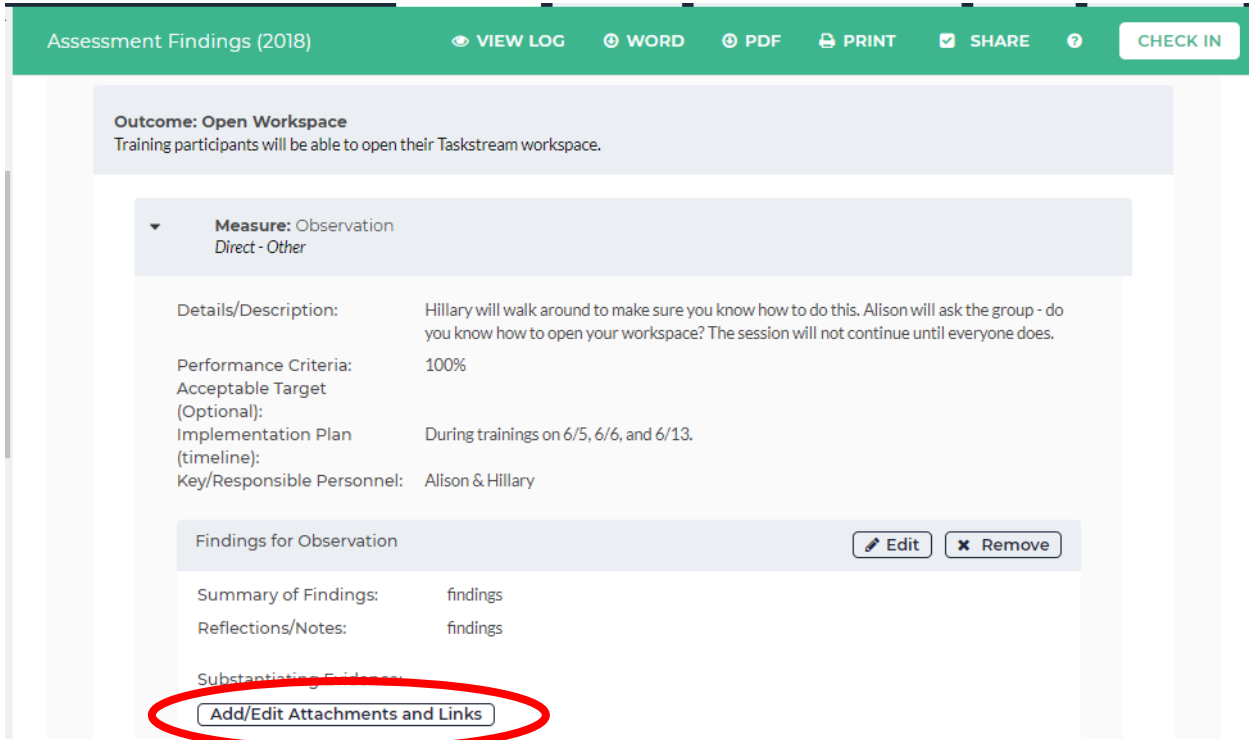 Assessment Findings (2018) VIEW LOG WORD PDF PRINT SHARE ? CHECK IN
Outcome: Open Workspace
Training participants will be able to open their Taskstream workspace.
Measure: Observation
Direct - Other
Details/Description: Hillary will walk around to make sure you know how to do this. Alison will ask the group - do
you know how to open your workspace? The session will not continue until everyone does.
Performance Criteria: 100%
Acceptable Target
(Optional):
Implementation Plan During trainings on 6/5, 6/6, and 6/13.
(timeline):
Key/Responsible Personnel: Alison & Hillary
Findings for Observation Edit Remove
Summary of Findings: findings
Reflections/Notes: findings
Substantiating Evidence:
Add/Edit Attachments and Links